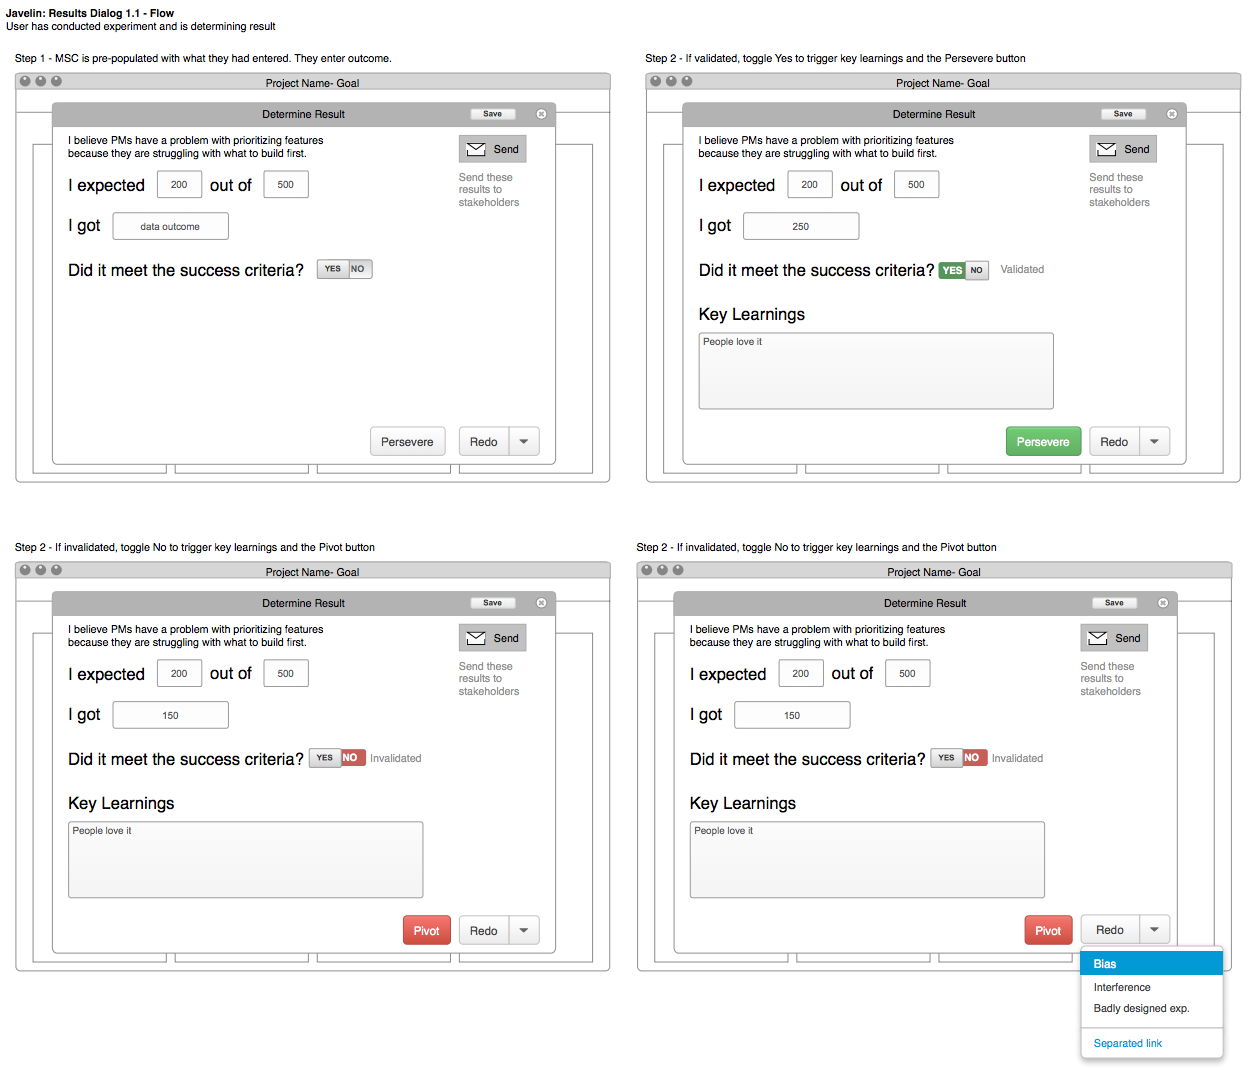 Javelin: Results Dialog 1.1 - Flow
User has conducted experiment and is determining result
Step 1 - MSC is pre-populated with what they had entered. They enter outcome.
Project Name- Goal
Determine Result
Save
I believe PMs have a problem with prioritizing features
because they are struggling with what to build first.
Send
Send these
results to
stakeholders
I expected 200 out of 500
I got data outcome
Did it meet the success criteria? YES NO
Persevere Redo
Step 2 - If validated, toggle Yes to trigger key learnings and the Persevere button
Project Name- Goal
Determine Result
Save
I believe PMs have a problem with prioritizing features
because they are struggling with what to build first.
Send
Send these
results to
stakeholders
I expected 200 out of 500
I got 250
Did it meet the success criteria? YES NO Validated
Key Learnings
People love it
Persevere Redo
Step 2 - If invalidated, toggle No to trigger key learnings and the Pivot button
Project Name- Goal
Determine Result
Save
I believe PMs have a problem with prioritizing features
because they are struggling with what to build first.
Send
Send these
results to
stakeholders
I expected 200 out of 500
I got 150
Did it meet the success criteria? YES NO Invalidated
Key Learnings
People love it
Pivot Redo
Step 2 - If invalidated, toggle No to trigger key learnings and the Pivot button
Project Name- Goal
Determine Result
Save
I believe PMs have a problem with prioritizing features
because they are struggling with what to build first.
Send
Send these
results to
stakeholders
I expected 200 out of 500
I got 150
Did it meet the success criteria? YES NO Invalidated
Key Learnings
People love it
Pivot Redo
Bias
Interference
Badly designed exp.
Separated link